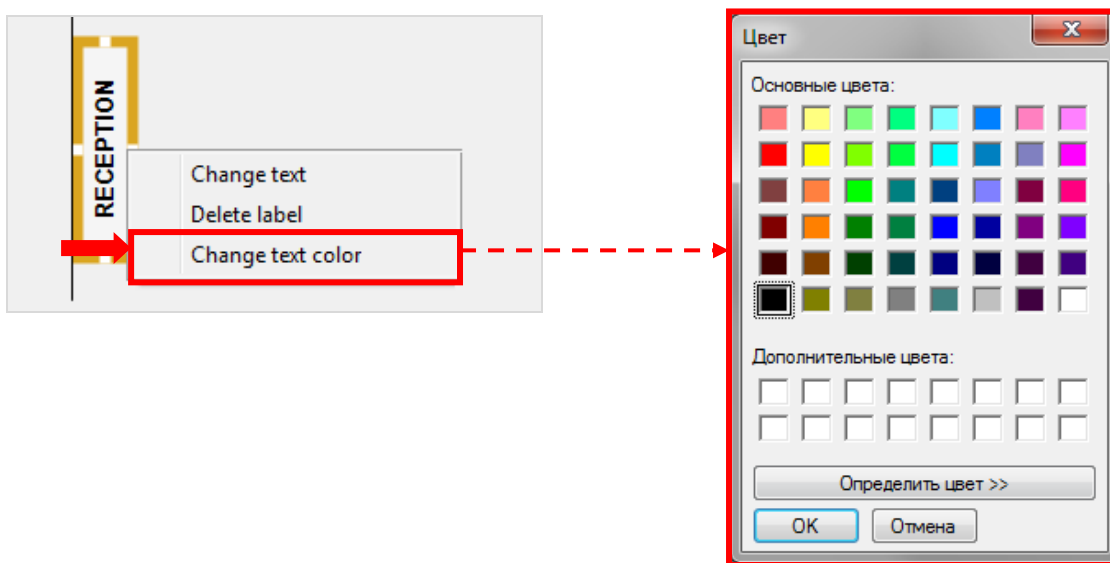 RECEPTION
Change text
Delete label
Change text color
Цвет
Основные цвета:
Дополнительные цвета:
Определить цвет >>
OK
Отмена